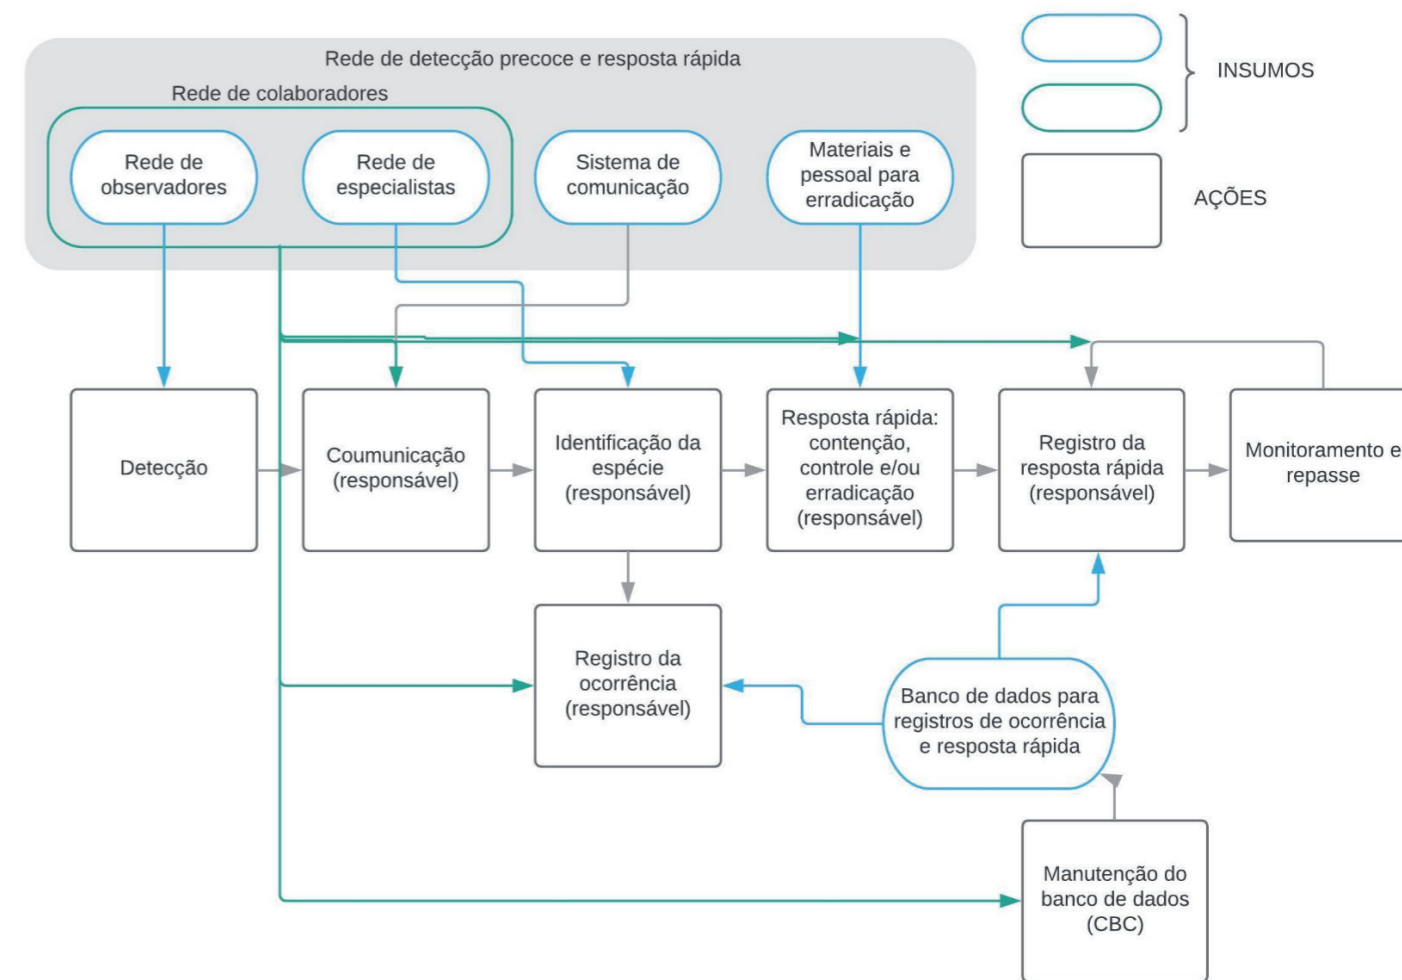 Rede de detecção precoce e resposta rápida
Rede de colaboradores
Rede de
observadores
Rede de
especialistas
Sistema de
comunicação
Materiais e
pessoal para
erradicação
INSUMOS
AÇÕES
Detecção
Coumunicação
(responsável)
Identificação da
espécie
(responsável)
Resposta rápida:
contenção,
controle e/ou
erradicação
(responsável)
Registro da
resposta rápida
(responsável)
Monitoramento e
repasse
Registro da
ocorrência
(responsável)
Banco de dados para
registros de ocorrência
e resposta rápida
Manutenção do
banco de dados
(CBC)